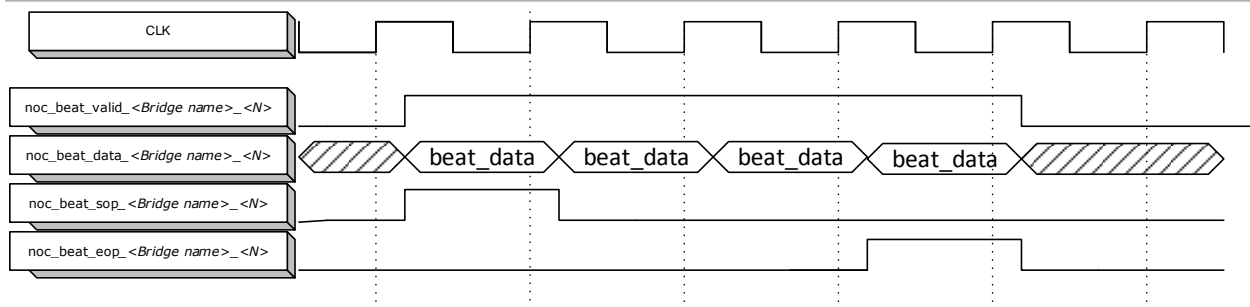 CLK
noc_beat_valid_<Bridge name>_<N>
noc_beat_data_<Bridge name>_<N>
beat_data
beat_data
beat_data
beat_data
noc_beat_sop_<Bridge name>_<N>
noc_beat_eop_<Bridge name>_<N>